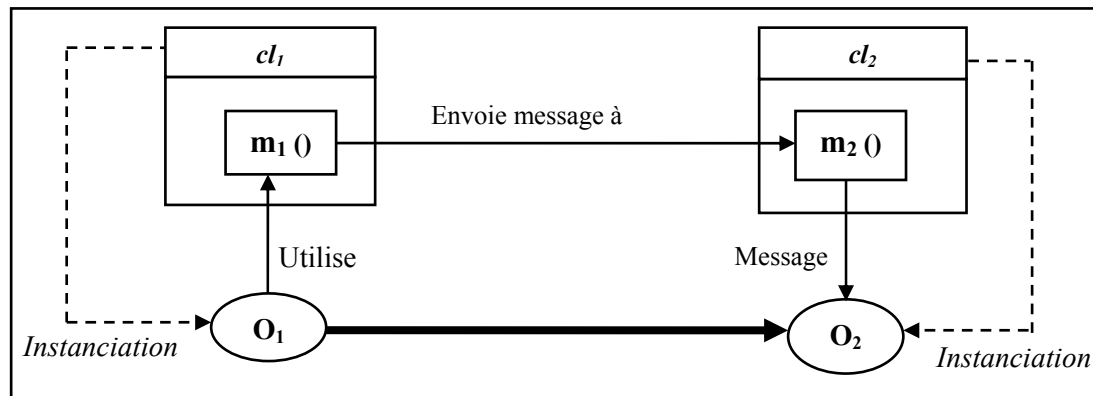 cl₁
cl₂
Envoie message à
m₁ ()
m₂ ()
Utilise
Message
O₁
O₂
Instanciation
Instanciation